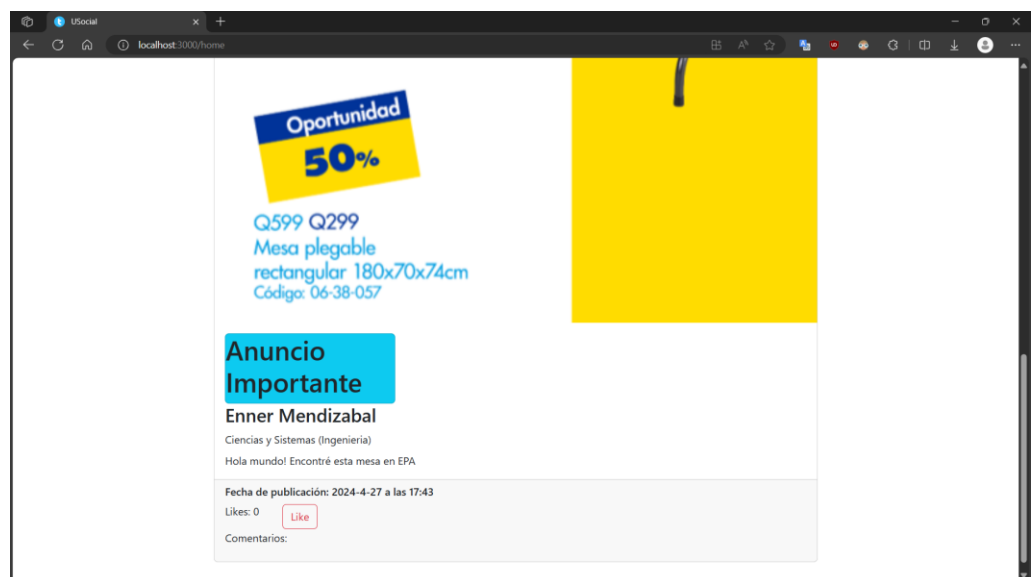 USocial
localhost:3000/home
Oportunidad
50%
Q599 Q299
Mesa plegable
rectangular 180x70x74cm
Código: 06-38-057
Anuncio
Importante
Enner Mendizabal
Ciencias y Sistemas (Ingenieria)
Hola mundo! Encontré esta mesa en EPA
Fecha de publicación: 2024-4-27 a las 17:43
Likes: 0 Like
Comentarios: